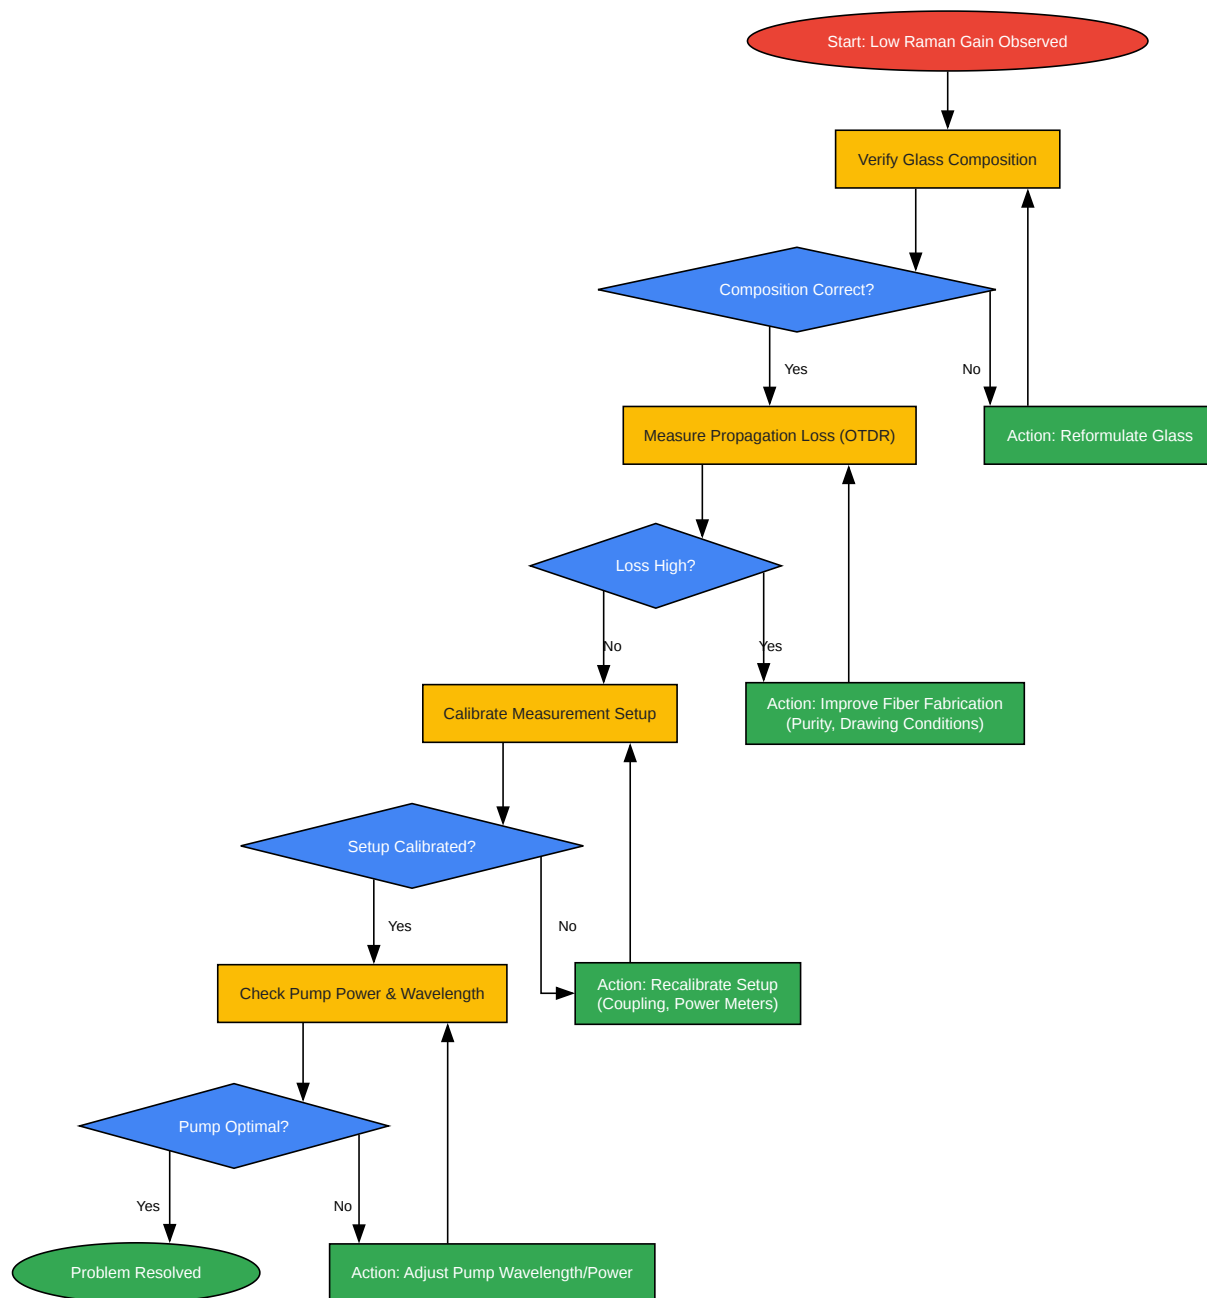 Start: Low Raman Gain Observed
Verify Glass Composition
Composition Correct?
Yes
No
Measure Propagation Loss (OTDR)
Action: Reformulate Glass
Loss High?
No
Yes
Calibrate Measurement Setup
Action: Improve Fiber Fabrication
(Purity, Drawing Conditions)
Setup Calibrated?
Yes
No
Check Pump Power & Wavelength
Action: Recalibrate Setup
(Coupling, Power Meters)
Pump Optimal?
Yes
No
Problem Resolved
Action: Adjust Pump Wavelength/Power